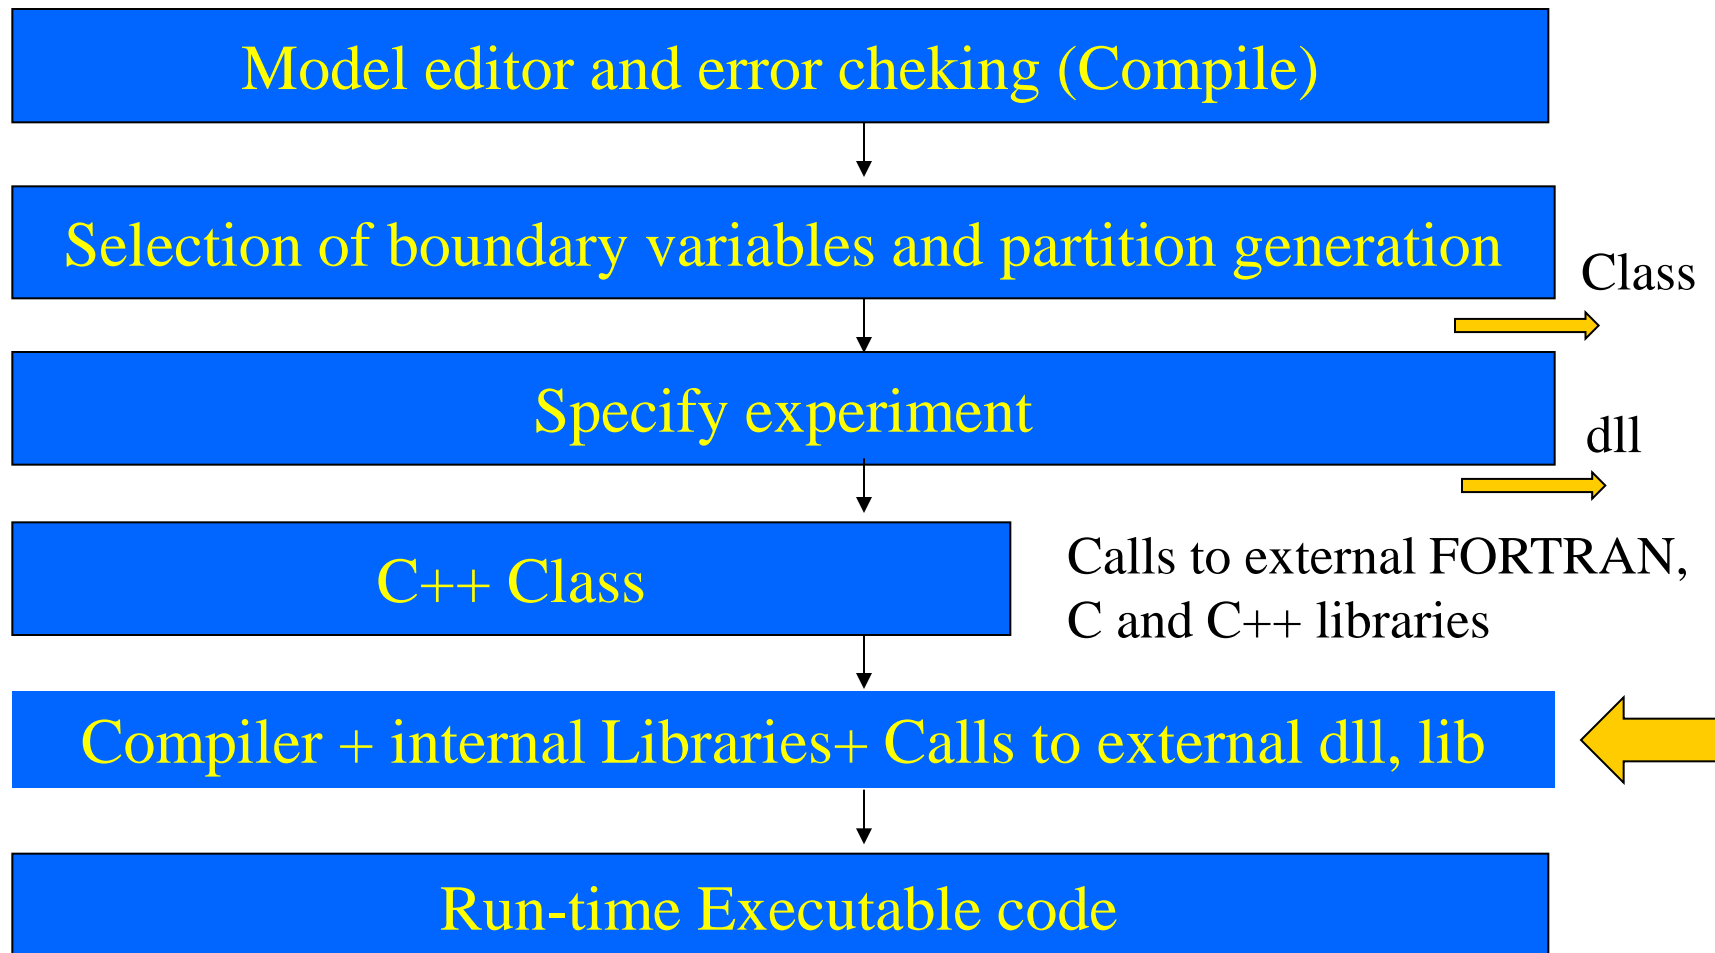 Model editor and error cheking (Compile)
Selection of boundary variables and partition generation
Class
Specify experiment
dll
C++ Class
Calls to external FORTRAN,
C and C++ libraries
Compiler + internal Libraries+ Calls to external dll, lib
Run-time Executable code